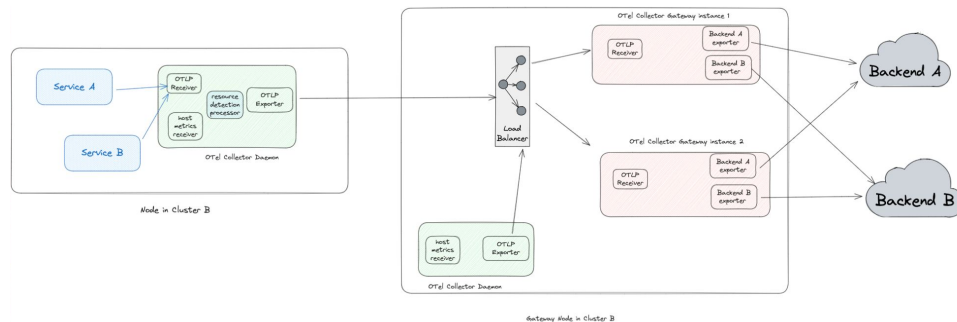 OTel Collector Gateway instance 1
OTLP
Receiver
Backend A
exporter
Backend B
exporter
Backend A
Service A
Service B
OTLP
Receiver
resource
detection
processor
OTLP
Exporter
host
metrics
receiver
OTel Collector Daemon
Node in Cluster B
Load
Balancer
OTel Collector Gateway instance 2
OTLP
Receiver
Backend A
exporter
Backend B
exporter
Backend B
host
metrics
receiver
OTLP
Exporter
OTel Collector Daemon
Gateway Node in Cluster B